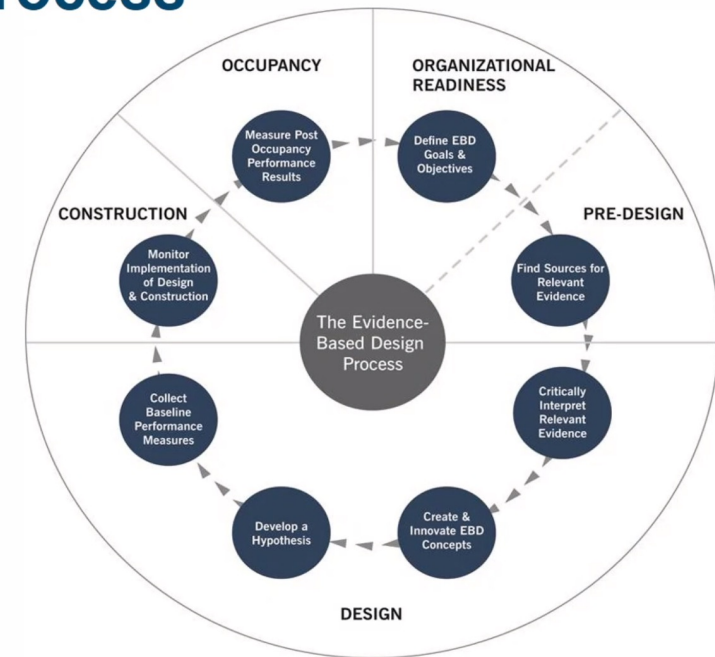 OCCUPANCY
ORGANIZATIONAL
READINESS
Measure Post
Occupancy
Performance
Results
Define EBD
Goals &
Objectives
CONSTRUCTION
PRE-DESIGN
Monitor
Implementation
of Design
& Construction
Find Sources for
Relevant
Evidence
The Evidence-
Based Design
Process
Collect
Baseline
Performance
Measures
Critically
Interpret
Relevant
Evidence
Develop a
Hypothesis
Create &
Innovate EBD
Concepts
DESIGN